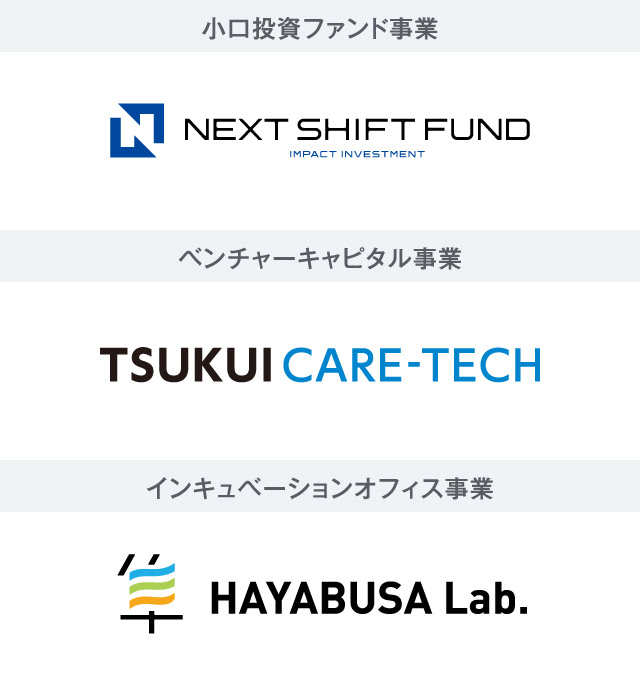 小口投資ファンド事業
NEXT SHIFT FUND
IMPACT INVESTMENT
ベンチャーキャピタル事業
TSUKUI CARE-TECH
インキュベーションオフィス事業
HAYABUSA Lab.